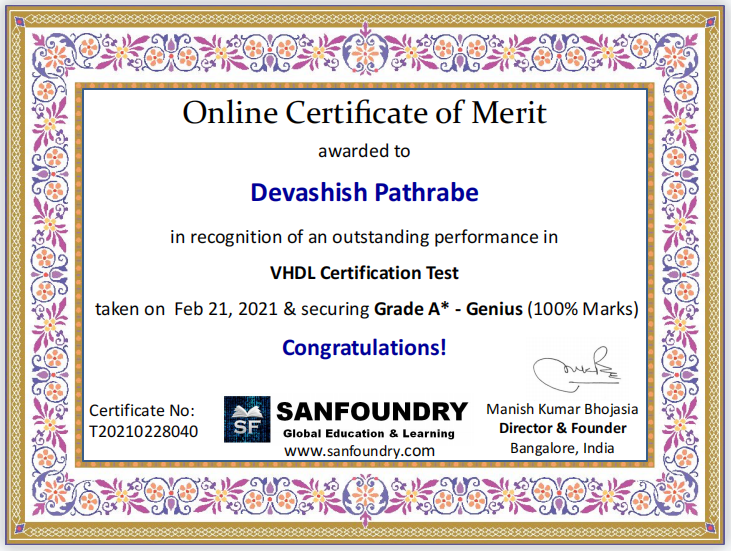 Online Certificate of Merit
awarded to
Devashish Pathrabe
in recognition of an outstanding performance in
VHDL Certification Test
taken on Feb 21, 2021 & securing Grade A* - Genius (100% Marks)
Congratulations!
Certificate No:
T20210228040
SF
SANFOUNDRY
Global Education & Learning
www.sanfoundry.com
Manish Kumar Bhojasia
Director & Founder
Bangalore, India